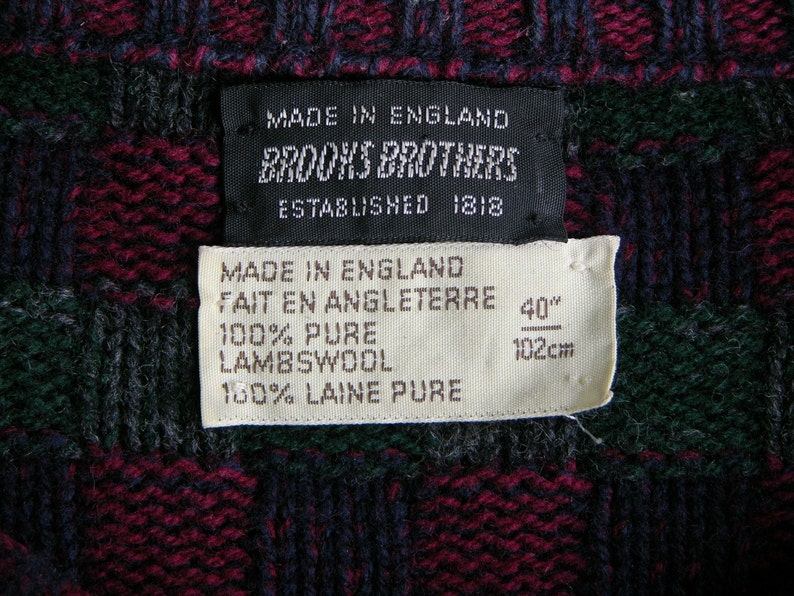 MADE IN ENGLAND
BROOKS BROTHERS
ESTABLISHED 1818
MADE IN ENGLAND
FAIT EN ANGLETERRE
100% PURE
LAMBSWOOL
100% LAINE PURE
40"
102cm